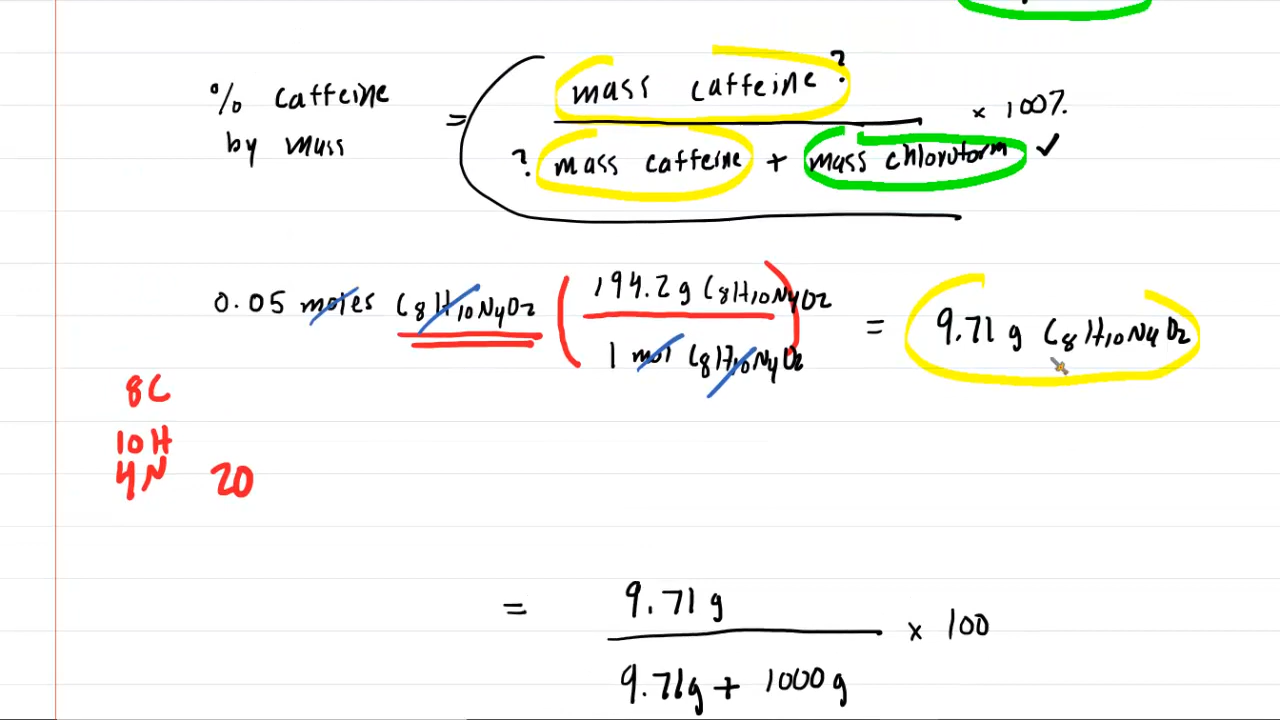 % caffeine by mass = mass caffeine ? × 100%
? mass caffeine + mass chloroform ✓
0.05 moles C8H10N4O2 ( 194.2 g C8H10N4O2 / 1 mol C8H10N4O2 ) = 9.71 g C8H10N4O2
8C
10H
4N 2O
= 9.71 g × 100
9.71g + 1000g